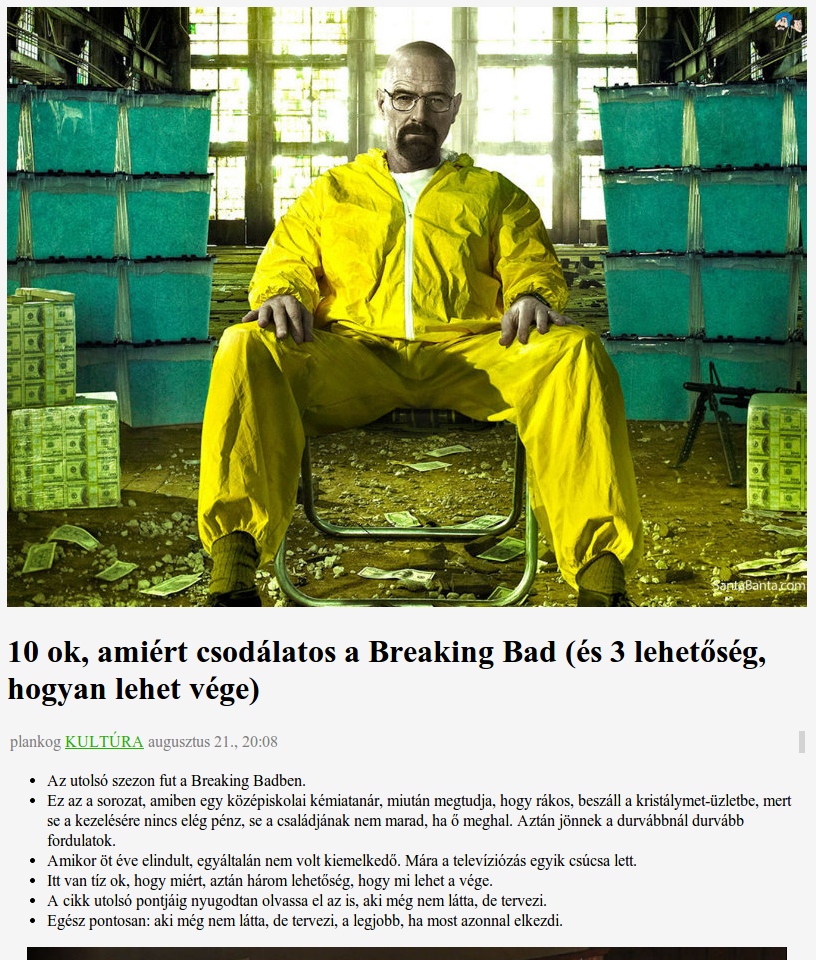 SantaBanta.com
10 ok, amiért csodálatos a Breaking Bad (és 3 lehetőség,
hogyan lehet vége)
plankog KULTÚRA augusztus 21., 20:08
Az utolsó szezon fut a Breaking Badben.
Ez az a sorozat, amiben egy középiskolai kémiatanár, miután megtudja, hogy rákos, beszáll a kristálymet-üzletbe, mert
se a kezelésére nincs elég pénz, se a családjának nem marad, ha ő meghal. Aztán jönnek a durvábbnál durvább
fordulatok.
Amikor öt éve elindult, egyáltalán nem volt kiemelkedő. Mára a televíziózás egyik csúcsa lett.
Itt van tíz ok, hogy miért, aztán három lehetőség, hogy mi lehet a vége.
A cikk utolsó pontjáig nyugodtan olvassa el az is, aki még nem látta, de tervezi.
Egész pontosan: aki még nem látta, de tervezi, a legjobb, ha most azonnal elkezdi.